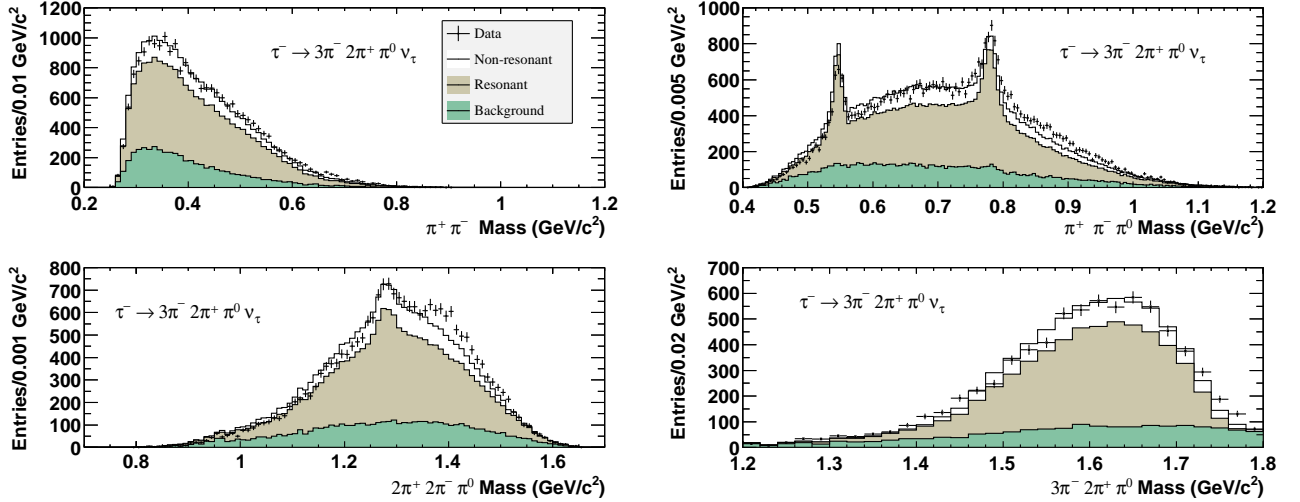 Entries/0.01 GeV/c²
1200
1000
800
600
400
200
0
0.2 0.4 0.6 0.8 1 1.2
π⁺ π⁻ Mass (GeV/c²)
τ⁻ → 3π⁻ 2π⁺ π⁰ ν_τ
Data
Non-resonant
Resonant
Background
Entries/0.005 GeV/c²
1000
800
600
400
200
0
0.4 0.5 0.6 0.7 0.8 0.9 1 1.1 1.2
π⁺ π⁻ π⁰ Mass (GeV/c²)
τ⁻ → 3π⁻ 2π⁺ π⁰ ν_τ
Entries/0.001 GeV/c²
800
700
600
500
400
300
200
100
0
0.8 1 1.2 1.4 1.6
2π⁺ 2π⁻ π⁰ Mass (GeV/c²)
τ⁻ → 3π⁻ 2π⁺ π⁰ ν_τ
Entries/0.02 GeV/c²
700
600
500
400
300
200
100
0
1.2 1.3 1.4 1.5 1.6 1.7 1.8
3π⁻ 2π⁺ π⁰ Mass (GeV/c²)
τ⁻ → 3π⁻ 2π⁺ π⁰ ν_τ